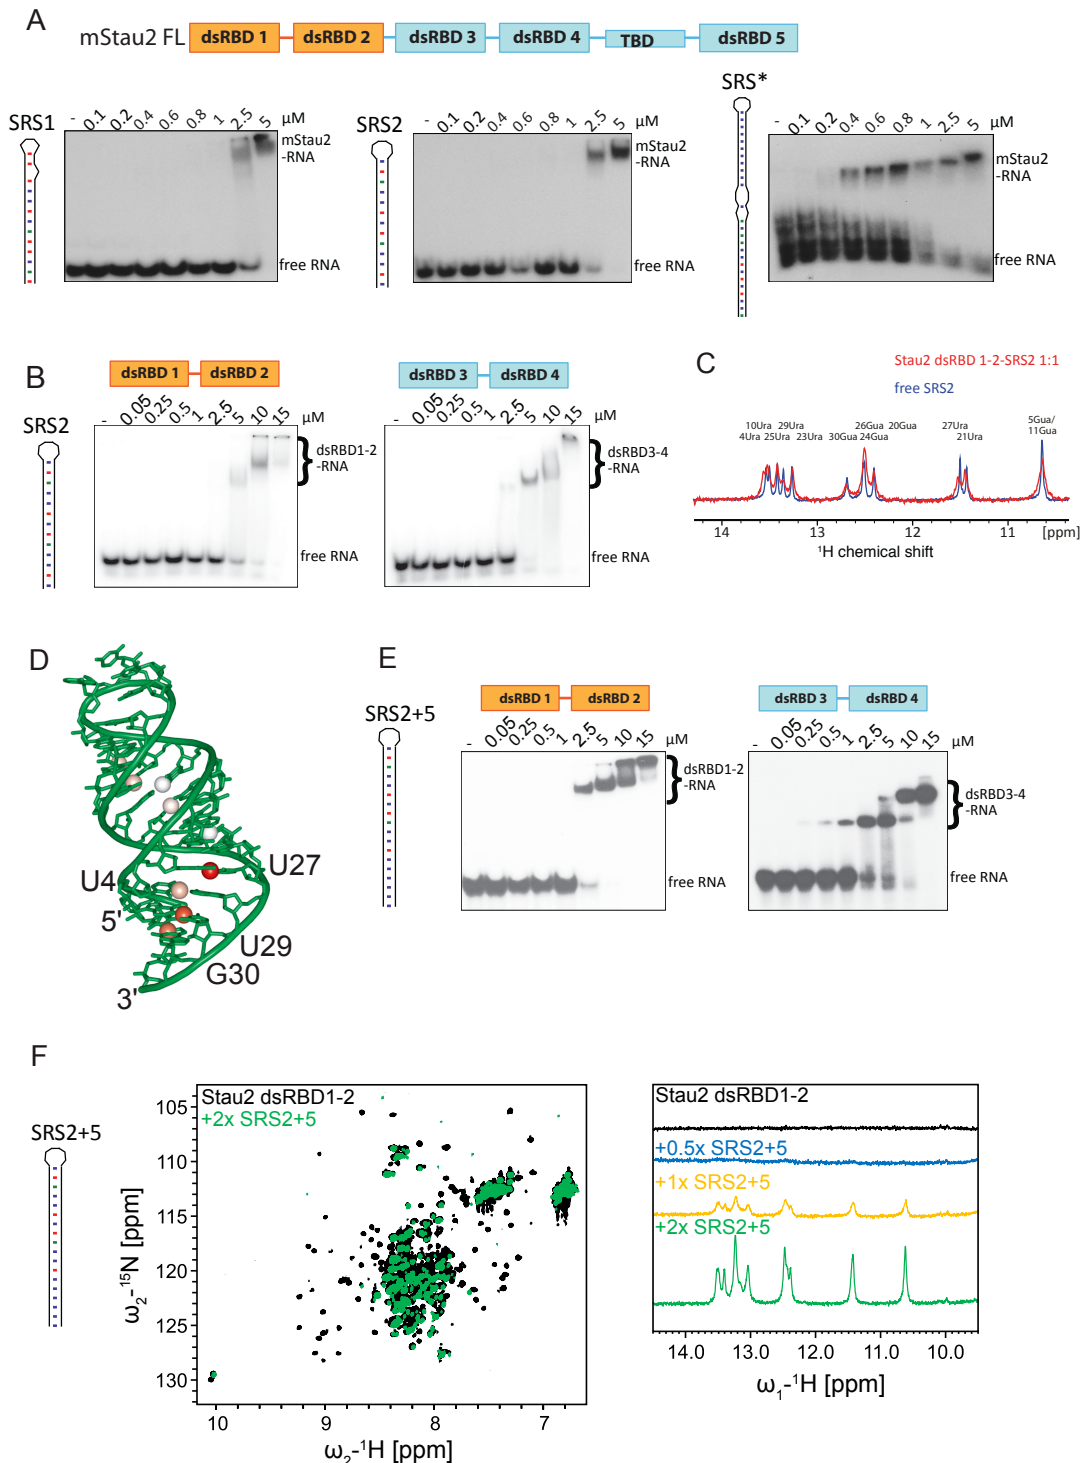 A
mStau2 FL dsRBD 1 dsRBD 2 dsRBD 3 dsRBD 4 TBD dsRBD 5
SRS1
- 0.1 0.2 0.4 0.6 0.8 1 2.5 5 μM
mStau2
-RNA
free RNA
SRS2
- 0.1 0.2 0.4 0.6 0.8 1 2.5 5 μM
mStau2
-RNA
free RNA
SRS*
- 0.1 0.2 0.4 0.6 0.8 1 2.5 5 μM
mStau2
-RNA
free RNA
B
dsRBD 1 dsRBD 2
SRS2
- 0.05 0.25 0.5 1 2.5 5 10 15 μM
dsRBD1-2
-RNA
free RNA
dsRBD 3 dsRBD 4
- 0.05 0.25 0.5 1 2.5 5 10 15 μM
dsRBD3-4
-RNA
free RNA
C
Stau2 dsRBD 1-2-SRS2 1:1
free SRS2
10Ura 29Ura 26Gua 20Gua 27Ura 5Gua/
4Ura 25Ura 23Ura 30Gua 24Gua 21Ura 11Gua
14 13 12 11 [ppm]
1H chemical shift
D
U4
5'
U27
U29
G30
3'
E
SRS2+5
dsRBD 1 dsRBD 2
- 0.05 0.25 0.5 1 2.5 5 10 15 μM
dsRBD1-2
-RNA
free RNA
dsRBD 3 dsRBD 4
- 0.05 0.25 0.5 1 2.5 5 10 15 μM
dsRBD3-4
-RNA
free RNA
F
SRS2+5
Stau2 dsRBD1-2
+2x SRS2+5
105
110
115
120
125
130
ω2-15N [ppm]
10 9 8 7
ω2-1H [ppm]
Stau2 dsRBD1-2
+0.5x SRS2+5
+1x SRS2+5
+2x SRS2+5
14.0 13.0 12.0 11.0 10.0
ω1-1H [ppm]